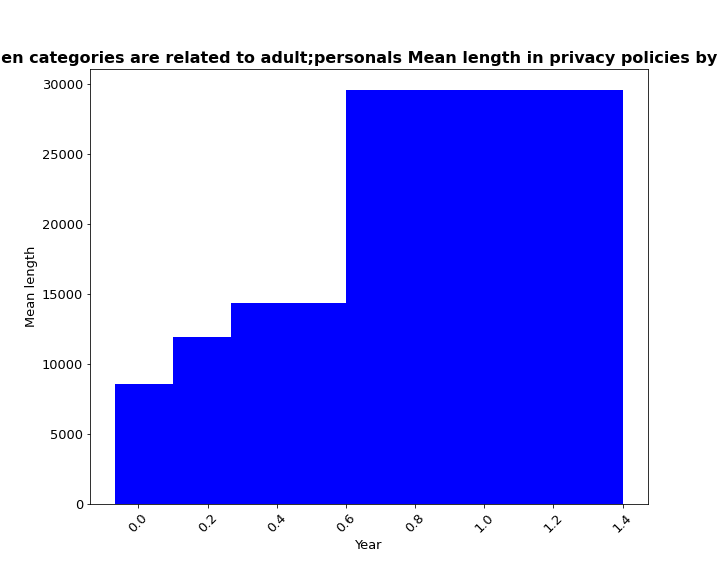 en categories are related to adult;personals Mean length in privacy policies by
30000
25000
20000
15000
10000
5000
0
Mean length
0.0 0.2 0.4 0.6 0.8 1.0 1.2 1.4
Year